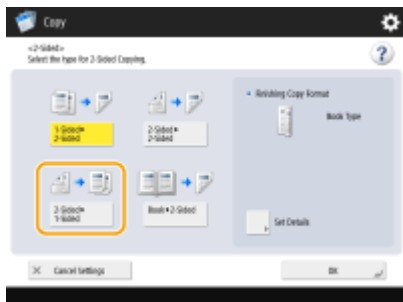 Copy
<2-Sided>
Select the type for 2-Sided Copying.
1-Sided►
2-Sided
2-Sided►
2-Sided
2-Sided►
1-Sided
Book►2-Sided
Finishing Copy Format
Book Type
Set Details
Cancel Settings
OK